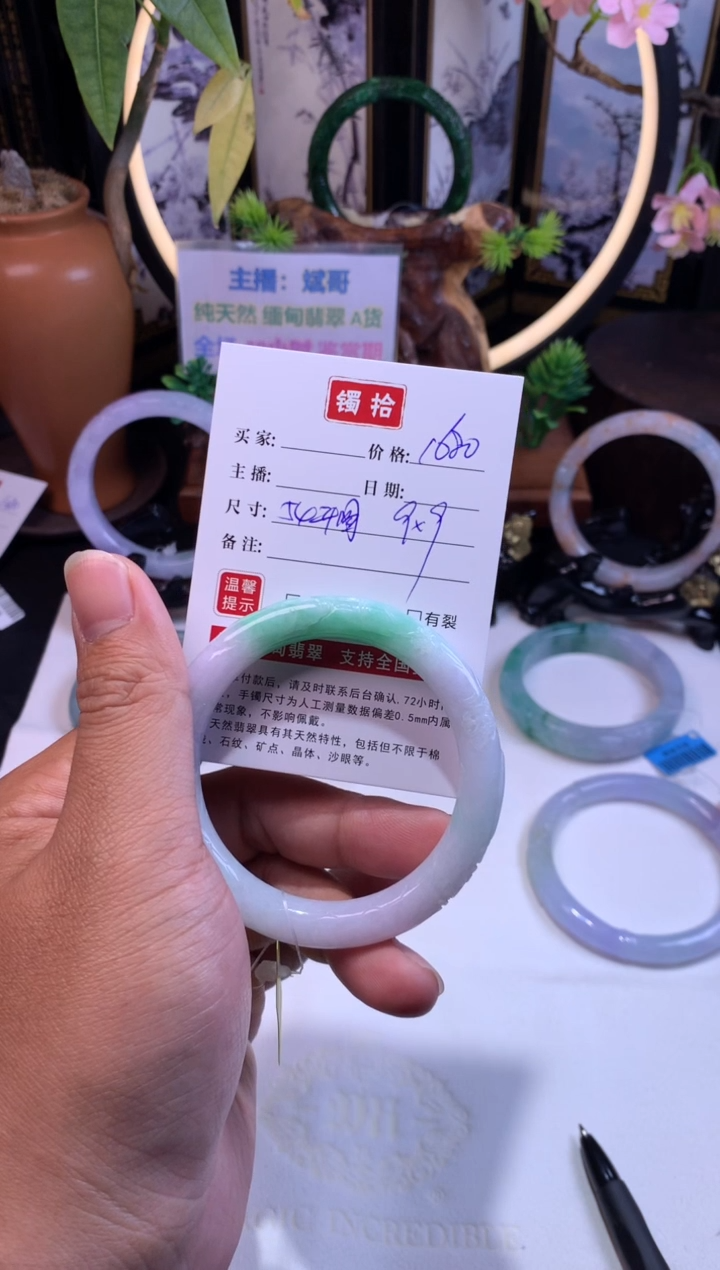 主播：斌哥
纯天然 缅甸翡翠 A货
镯拾
买家: 价格: 1680
主播: 日期:
尺寸: 9×9
备注:
温馨
提示
有裂
翡翠 支持全国
付款后，请及时联系后台确认.72小时
，手镯尺寸为人工测量数据偏差0.5mm内属
常现象，不影响佩戴。
天然翡翠具有其天然特性，包括但不限于棉
、石纹、矿点、晶体、沙眼等。
INCREDIBLE